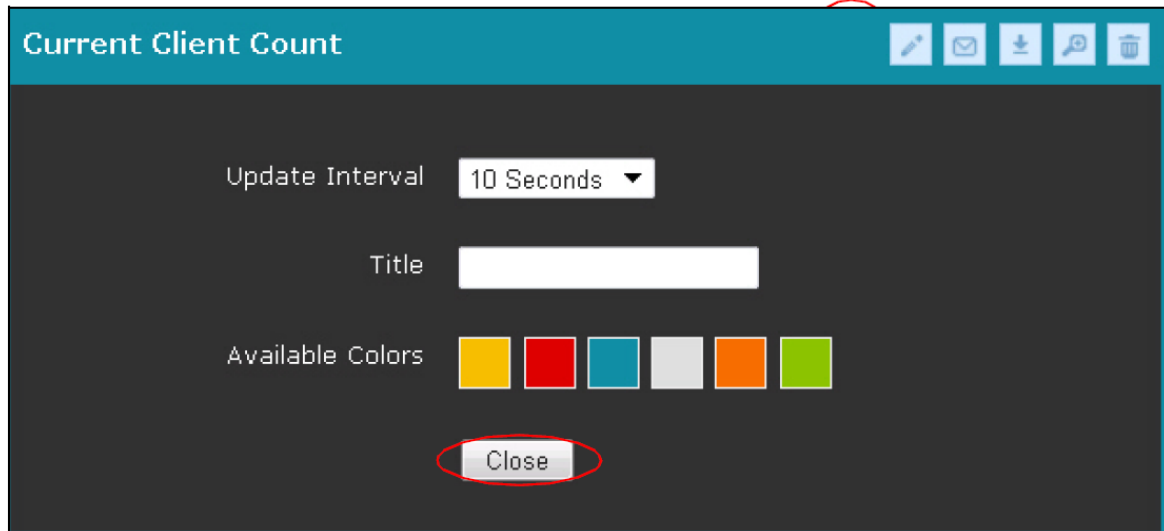 Current Client Count
Update Interval 10 Seconds
Title
Available Colors
Close